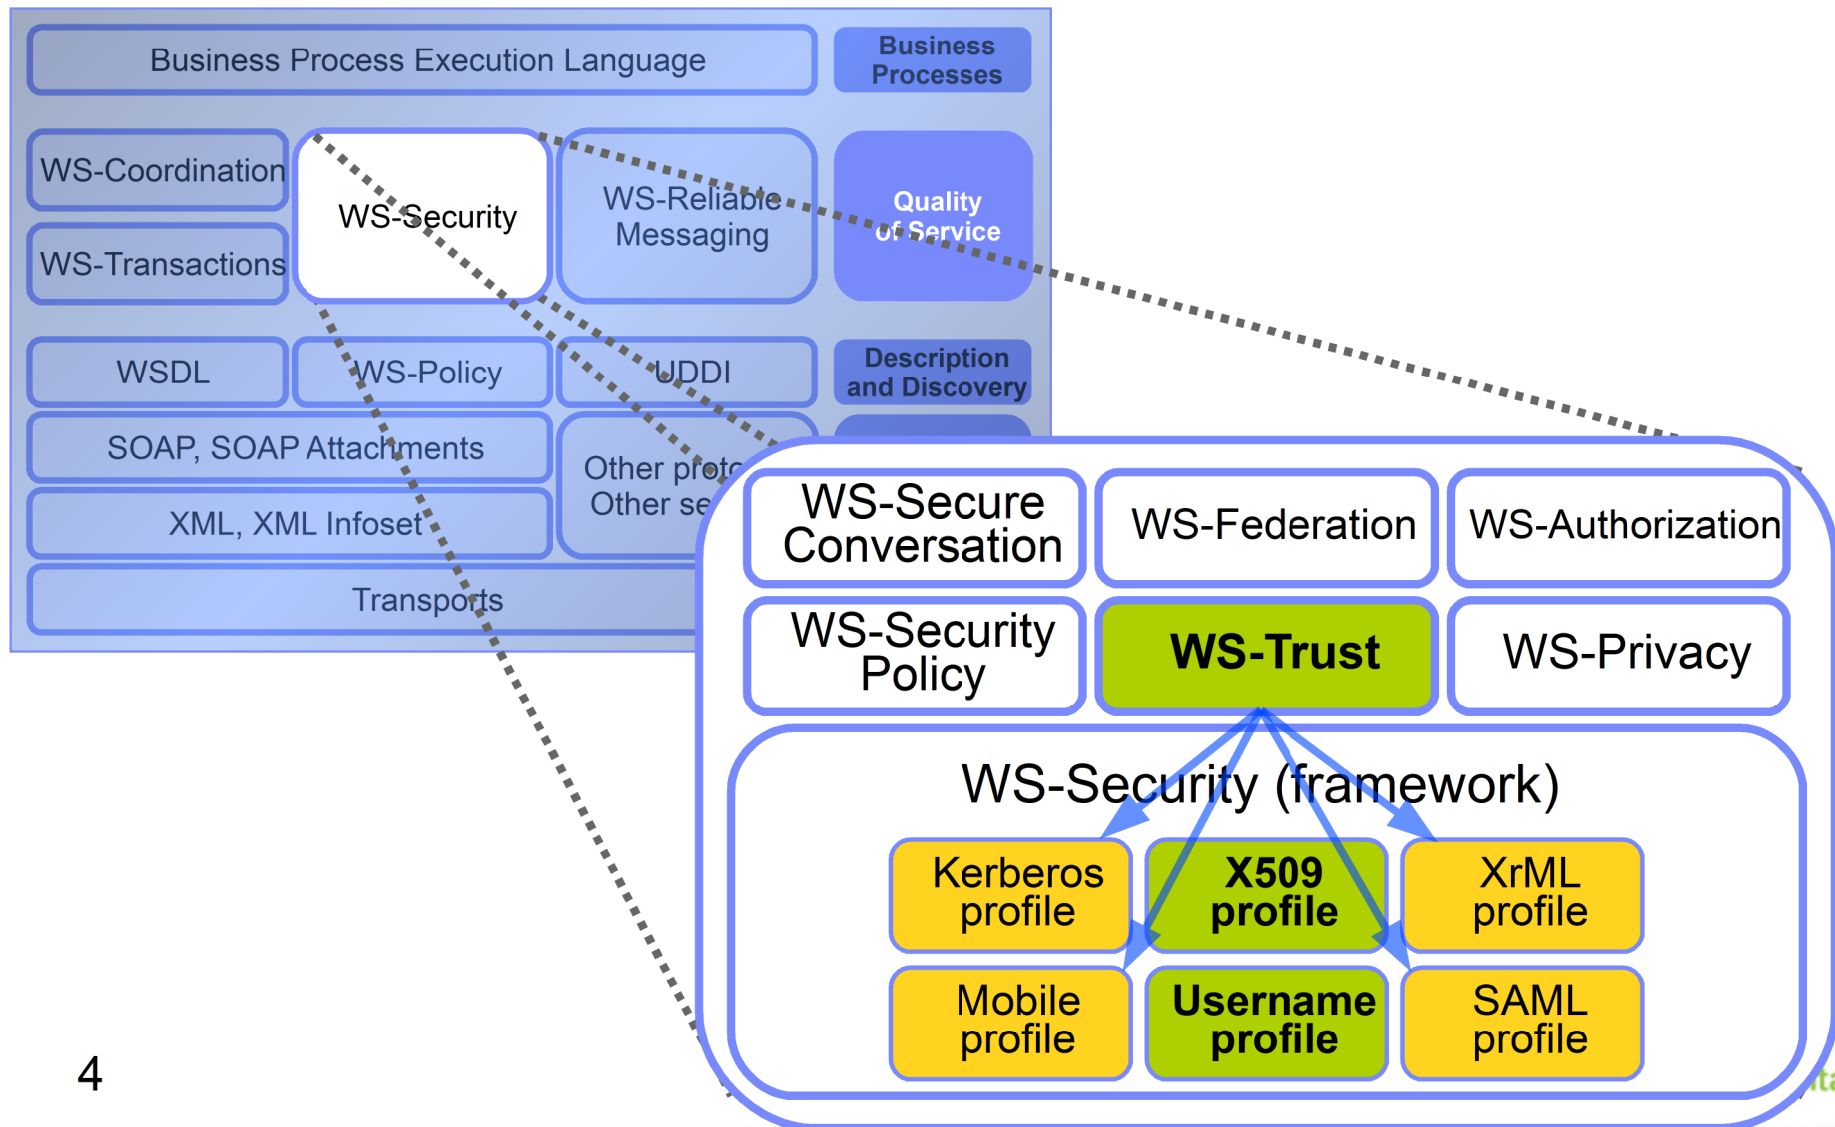 Business Process Execution Language
Business
Processes
WS-Coordination
WS-Transactions
WS-Security
WS-Reliable
Messaging
Quality
of Service
WSDL
WS-Policy
UDDI
Description
and Discovery
SOAP, SOAP Attachments
XML, XML Infoset
Other
Other
Transports
WS-Secure
Conversation
WS-Federation
WS-Authorization
WS-Security
Policy
WS-Trust
WS-Privacy
WS-Security (framework)
Kerberos
profile
X509
profile
XrML
profile
Mobile
profile
Username
profile
SAML
profile
4